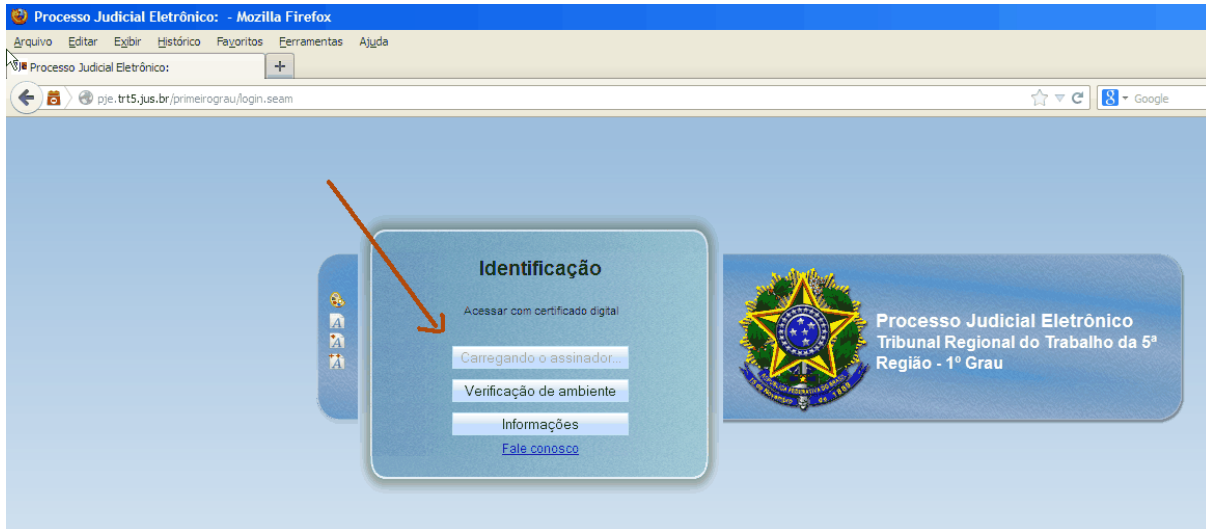 Processo Judicial Eletrônico: - Mozilla Firefox
Arquivo Editar Exibir Histórico Favoritos Ferramentas Ajuda
Processo Judicial Eletrônico:
pje.trt5.jus.br/primeirograu/login.seam
Google
Identificação
Acessar com certificado digital
Carregando o assinador...
Verificação de ambiente
Informações
Fale conosco
A
A
A
Processo Judicial Eletrônico
Tribunal Regional do Trabalho da 5ª
Região - 1º Grau